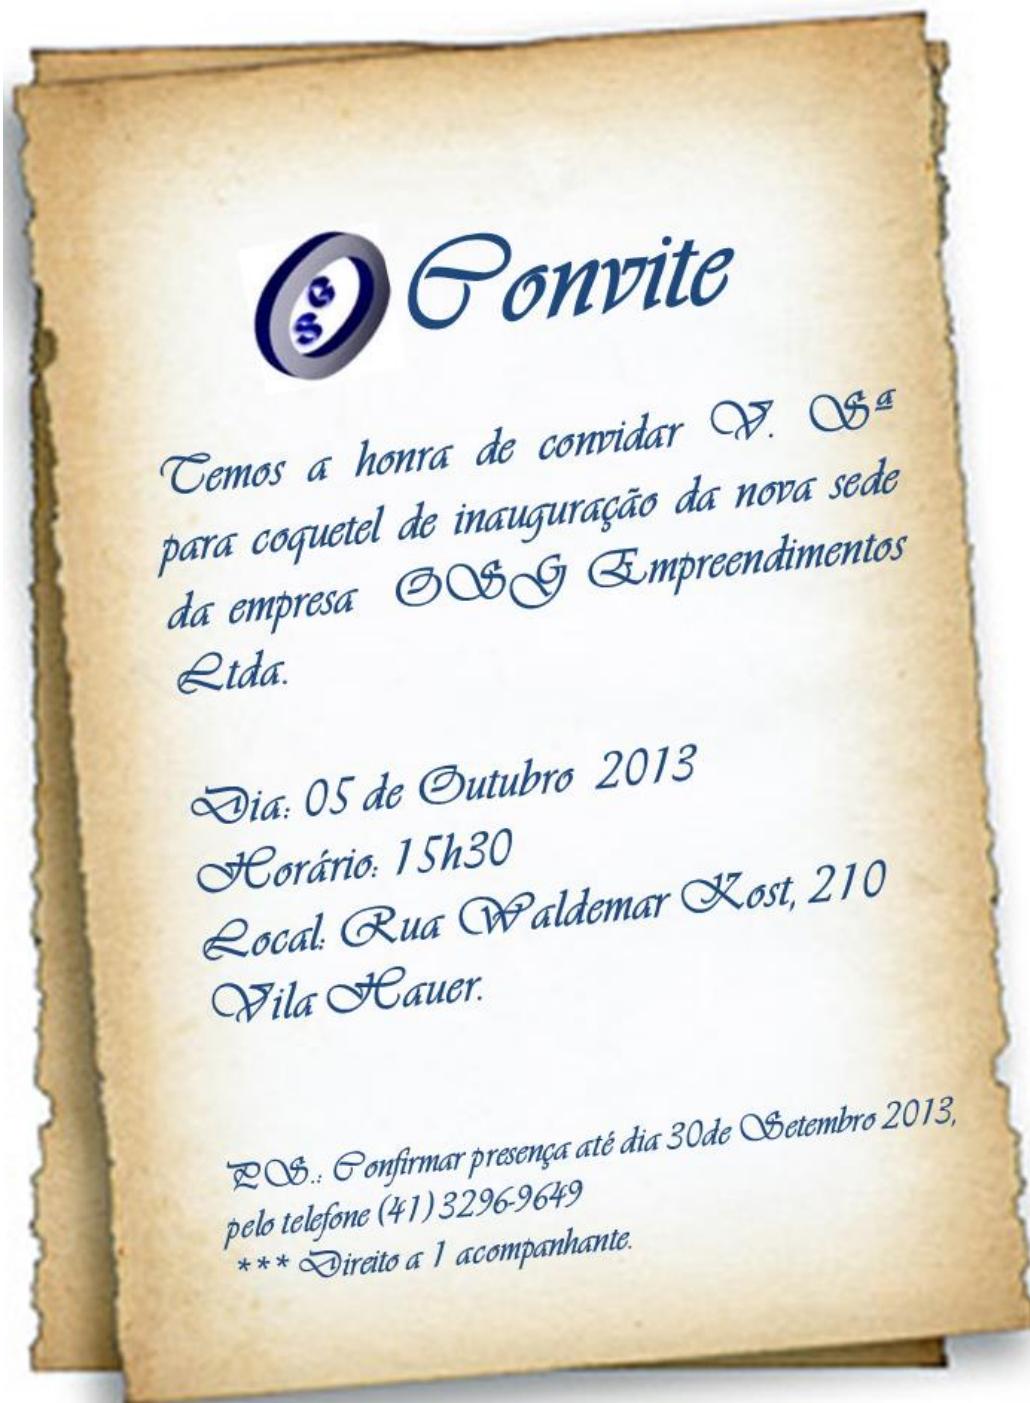 G
S
Convite
Temos a honra de convidar V. Sª
para coquetel de inauguração da nova sede
da empresa OSG Empreendimentos
Ltda.
Dia: 05 de Outubro 2013
Horário: 15h30
Local: Rua Waldemar Kost, 210
Vila Hauer.
PS.: Confirmar presença até dia 30de Setembro 2013,
pelo telefone (41) 3296-9649
*** Direito a 1 acompanhante.